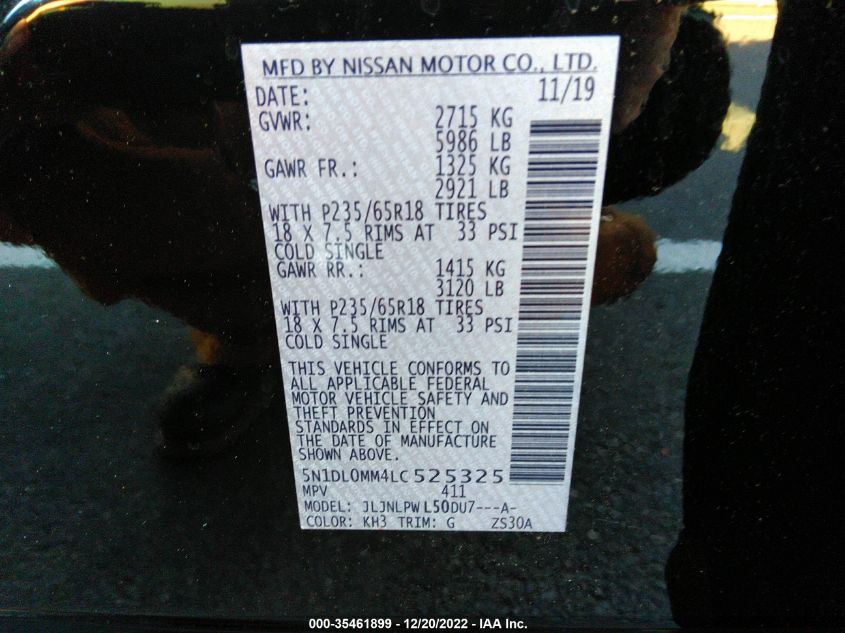 MFD BY NISSAN MOTOR CO., LTD.
DATE: 11/19
GVWR: 2715 KG
5986 LB
GAWR FR.: 1325 KG
2921 LB
WITH P235/65R18 TIRES
18 X 7.5 RIMS AT 33 PSI
COLD SINGLE
GAWR RR.: 1415 KG
3120 LB
WITH P235/65R18 TIRES
18 X 7.5 RIMS AT 33 PSI
COLD SINGLE
THIS VEHICLE CONFORMS TO
ALL APPLICABLE FEDERAL
MOTOR VEHICLE SAFETY AND
THEFT PREVENTION
STANDARDS IN EFFECT ON
THE DATE OF MANUFACTURE
SHOWN ABOVE.
5N1DL0MM4LC525325
MPV 411
MODEL: JLJNLPWL50DU7---A-
COLOR: KH3 TRIM: G ZS30A
000-35461899 - 12/20/2022 - IAA Inc.